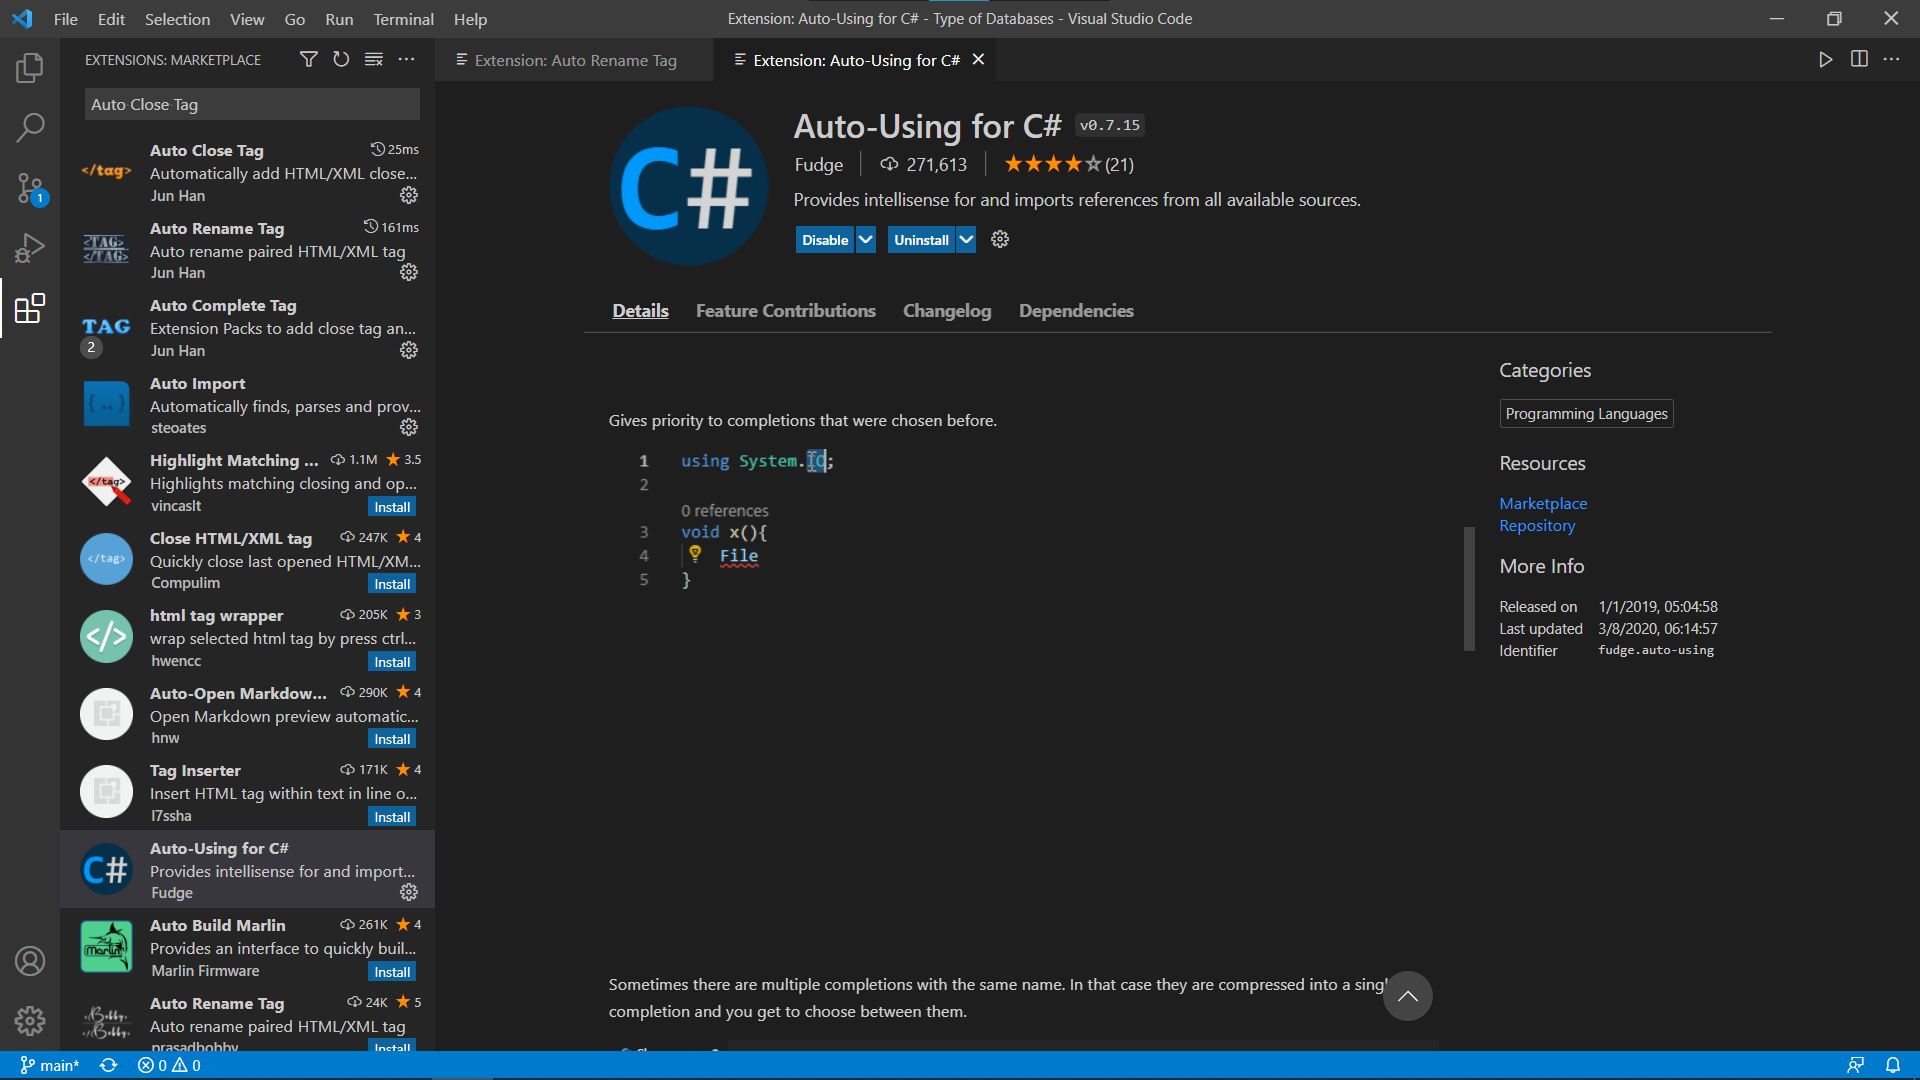 File Edit Selection View Go Run Terminal Help
Extension: Auto-Using for C# - Type of Databases - Visual Studio Code
EXTENSIONS: MARKETPLACE
Extension: Auto Rename Tag
Extension: Auto-Using for C#
Auto Close Tag
Auto Close Tag 25ms
Automatically add HTML/XML close...
Jun Han
Auto Rename Tag 161ms
Auto rename paired HTML/XML tag
Jun Han
Auto Complete Tag
Extension Packs to add close tag an...
Jun Han
2
Auto Import
Automatically finds, parses and prov...
steoates
Highlight Matching ... 1.1M 3.5
Highlights matching closing and op...
vincaslt
Install
Close HTML/XML tag 247K 4
Quickly close last opened HTML/XM...
Compulim
Install
html tag wrapper 205K 3
wrap selected html tag by press ctrl...
hwencc
Install
Auto-Open Markdow... 290K 4
Open Markdown preview automatic...
hnw
Install
Tag Inserter 171K 4
Insert HTML tag within text in line o...
l7ssha
Install
Auto-Using for C#
Provides intellisense for and import...
Fudge
Auto Build Marlin 261K 4
Provides an interface to quickly buil...
Marlin Firmware
Install
Auto Rename Tag 24K 5
Auto rename paired HTML/XML tag
prasadbobby
Install
</tag>
<TAG>
</TAG>
TAG
{..}
</tag>
</tag>
</>
C#
Marlin
<Bobby>
</Bobby>
1
C#
Auto-Using for C# v0.7.15
Fudge 271,613 (21)
Provides intellisense for and imports references from all available sources.
Disable Uninstall
Details Feature Contributions Changelog Dependencies
Gives priority to completions that were chosen before.
1 using System.IO;
2
0 references
3 void x(){
4 File
5 }
Sometimes there are multiple completions with the same name. In that case they are compressed into a singl
completion and you get to choose between them.
Categories
Programming Languages
Resources
Marketplace
Repository
More Info
Released on 1/1/2019, 05:04:58
Last updated 3/8/2020, 06:14:57
Identifier fudge.auto-using
main* 0 0